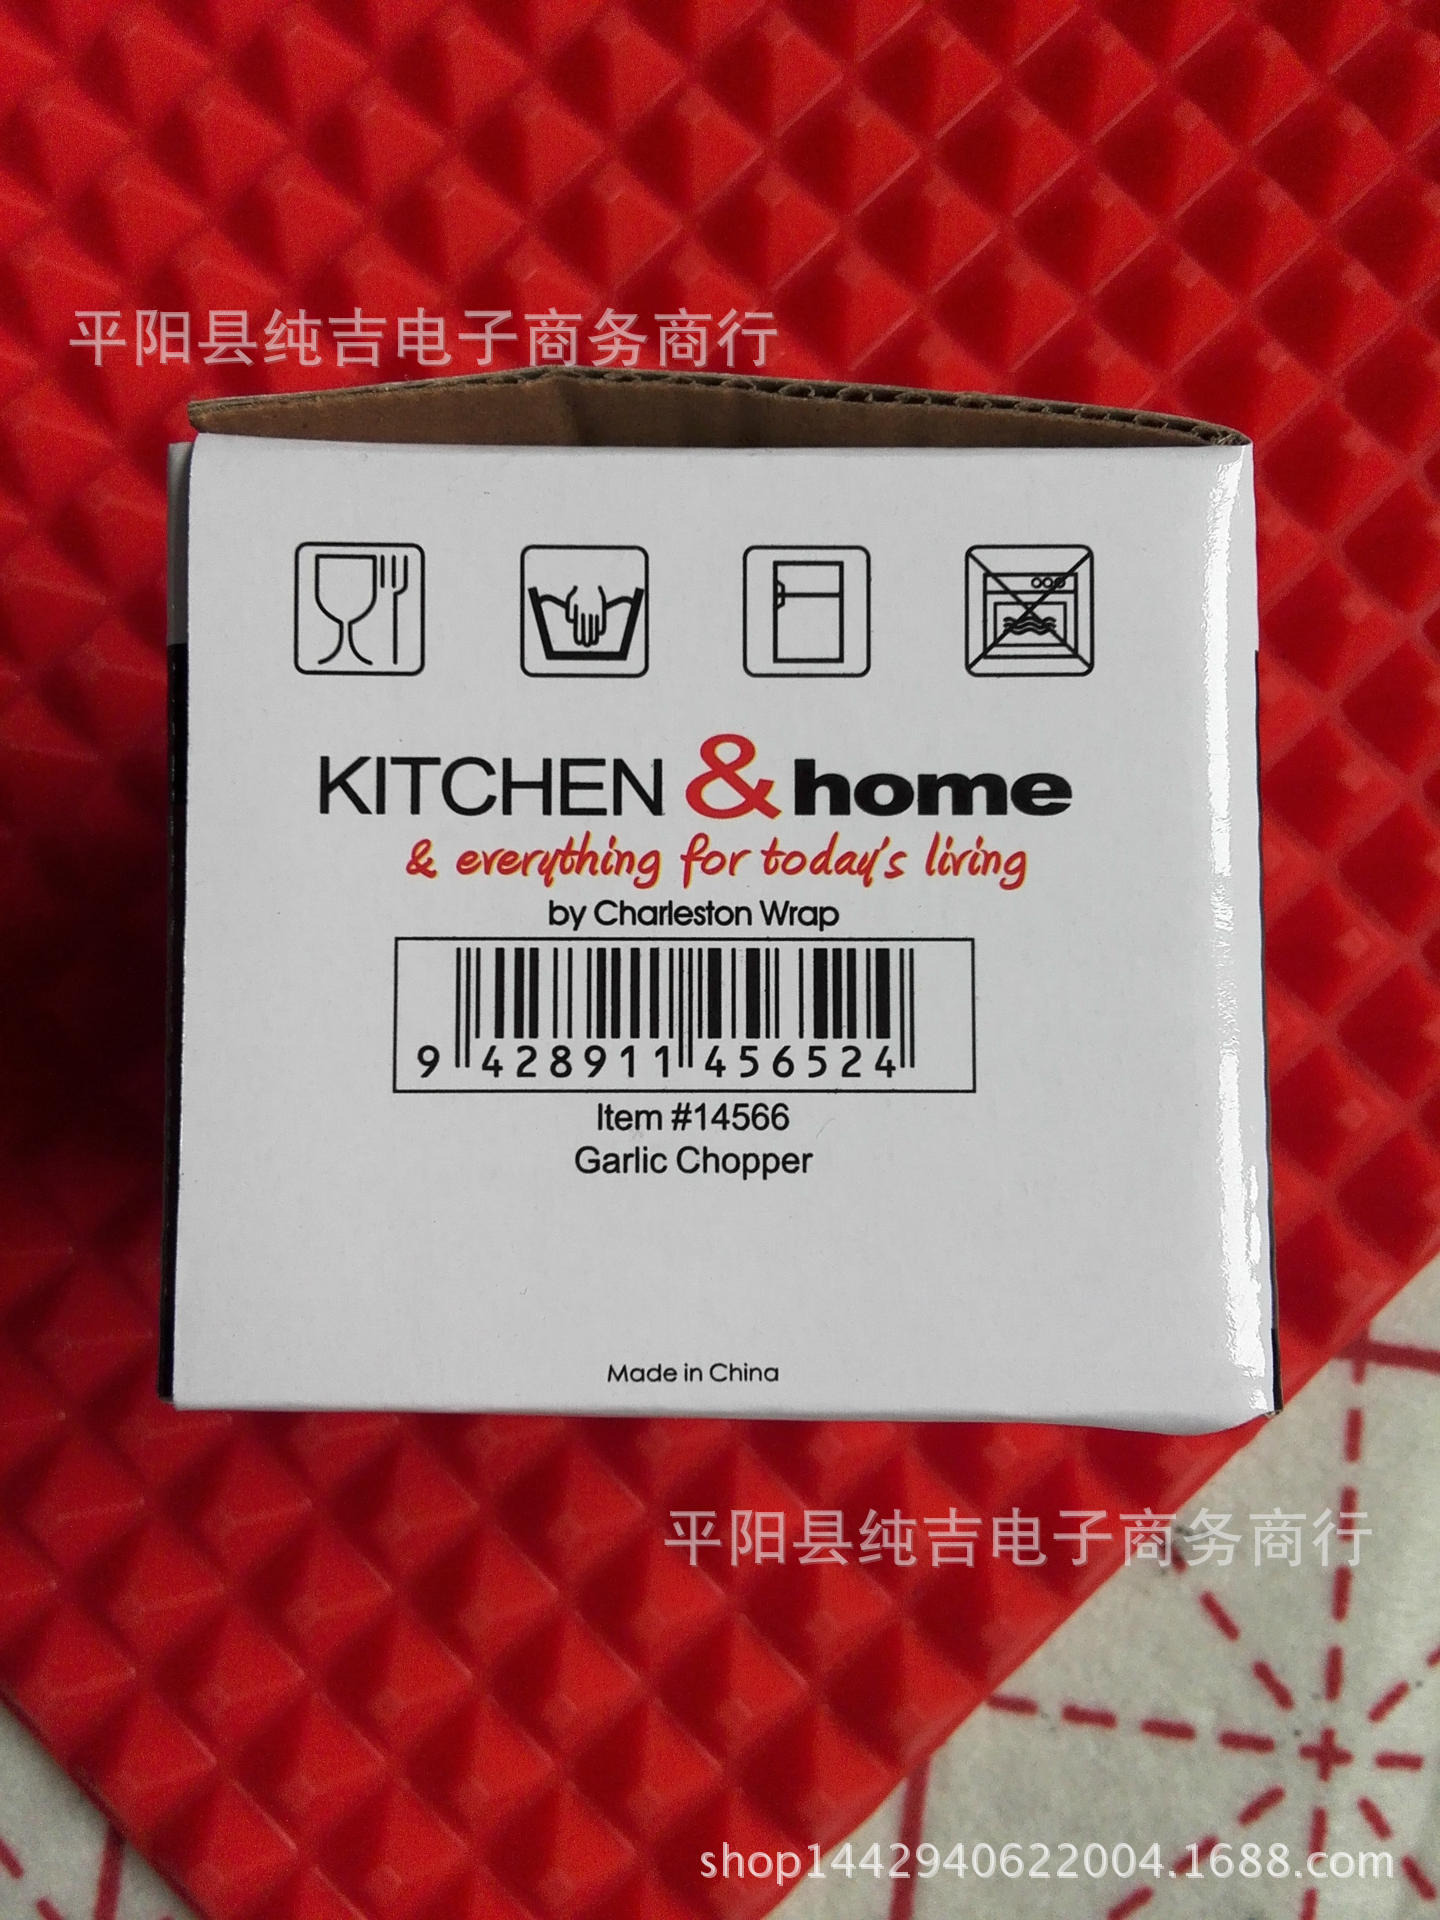 平阳县纯吉电子商务商行
KITCHEN & home
& everything for today's living
by Charleston Wrap
9 428911 456524
Item #14566
Garlic Chopper
Made in China
平阳县纯吉电子商务商行
shop1442940622004.1688.com